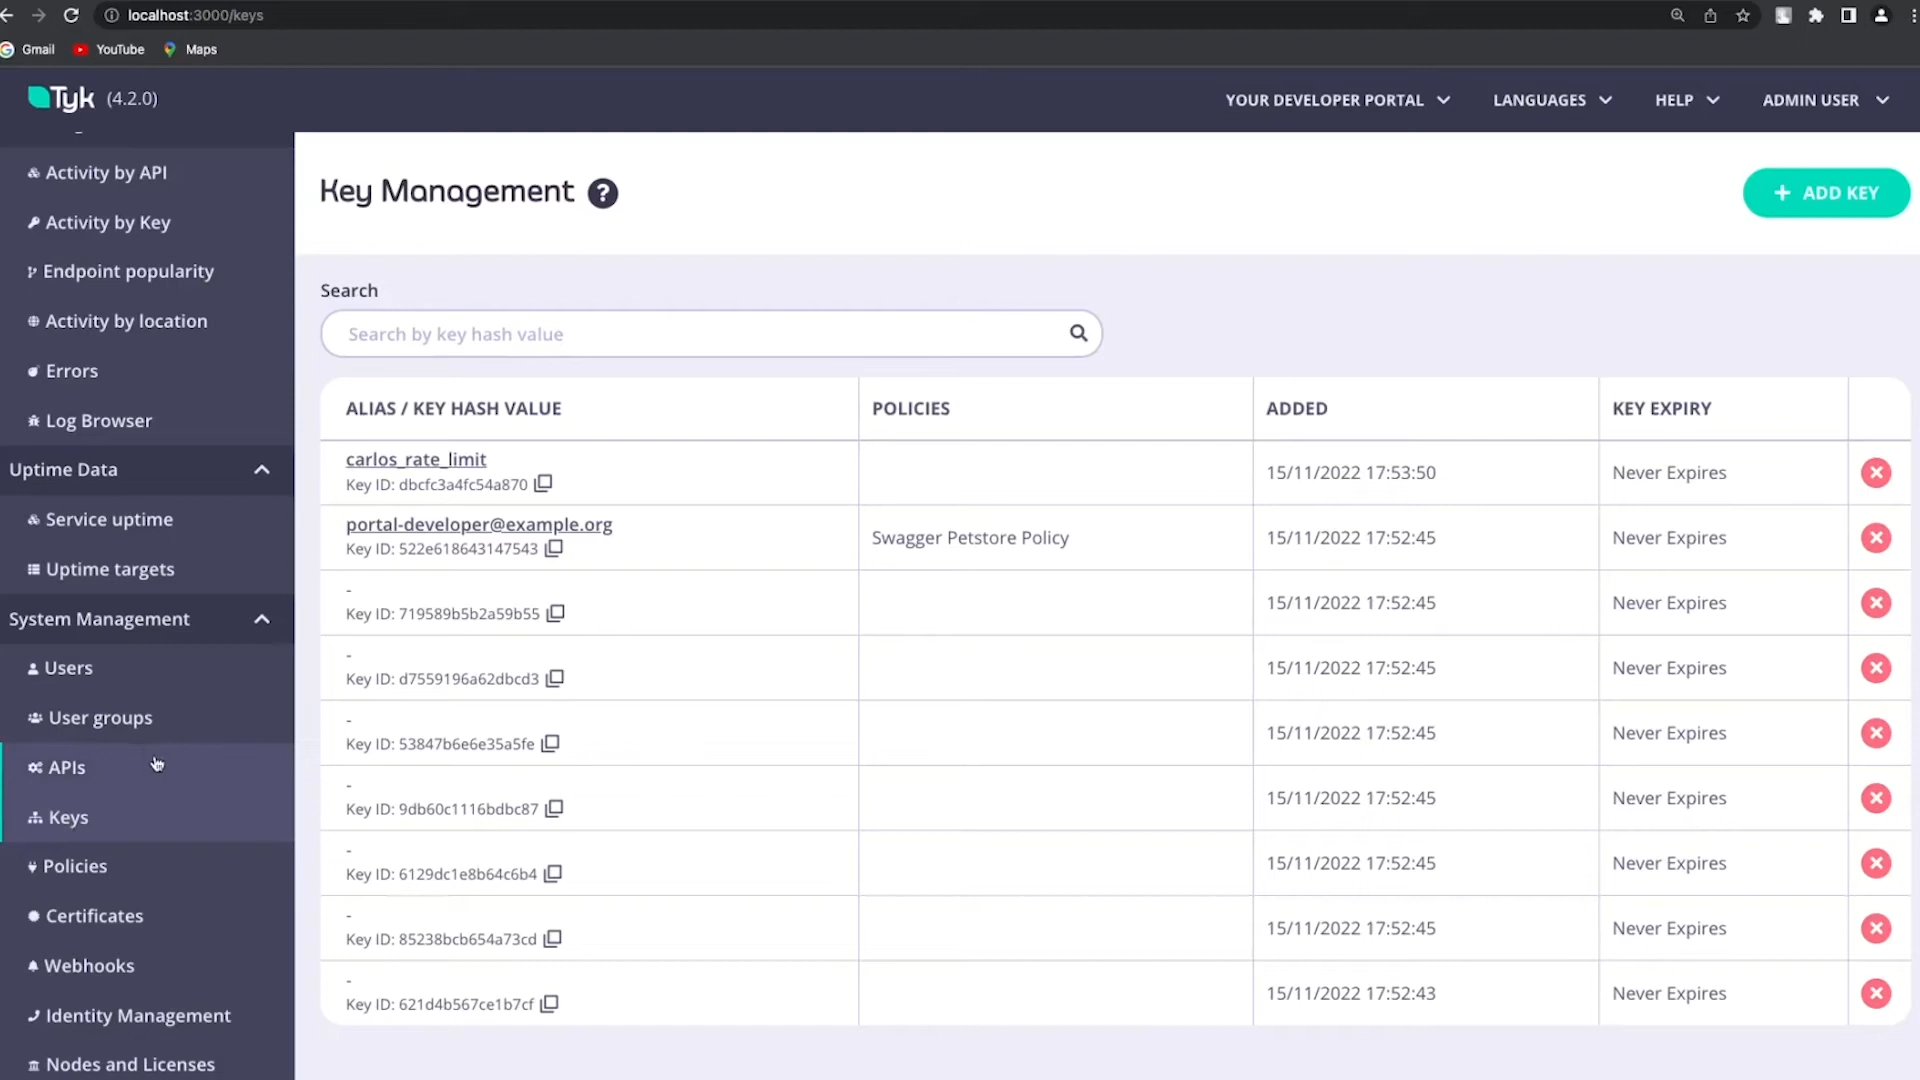 localhost:3000/keys
Gmail
YouTube
Maps
Tyk (4.2.0)
YOUR DEVELOPER PORTAL
LANGUAGES
HELP
ADMIN USER
Activity by API
Activity by Key
Endpoint popularity
Activity by location
Errors
Log Browser
Uptime Data
Service uptime
Uptime targets
System Management
Users
User groups
APIs
Keys
Policies
Certificates
Webhooks
Identity Management
Nodes and Licenses
Key Management ?
+ ADD KEY
Search
Search by key hash value
ALIAS / KEY HASH VALUE POLICIES ADDED KEY EXPIRY
carlos_rate_limit
Key ID: dbcfc3a4fc54a870 15/11/2022 17:53:50 Never Expires
portal-developer@example.org
Key ID: 522e618643147543 Swagger Petstore Policy 15/11/2022 17:52:45 Never Expires
-
Key ID: 719589b5b2a59b55 15/11/2022 17:52:45 Never Expires
-
Key ID: d7559196a62dbcd3 15/11/2022 17:52:45 Never Expires
-
Key ID: 53847b6e6e35a5fe 15/11/2022 17:52:45 Never Expires
-
Key ID: 9db60c1116bdbc87 15/11/2022 17:52:45 Never Expires
-
Key ID: 6129dc1e8b64c6b4 15/11/2022 17:52:45 Never Expires
-
Key ID: 85238bcb654a73cd 15/11/2022 17:52:45 Never Expires
-
Key ID: 621d4b567ce1b7cf 15/11/2022 17:52:43 Never Expires